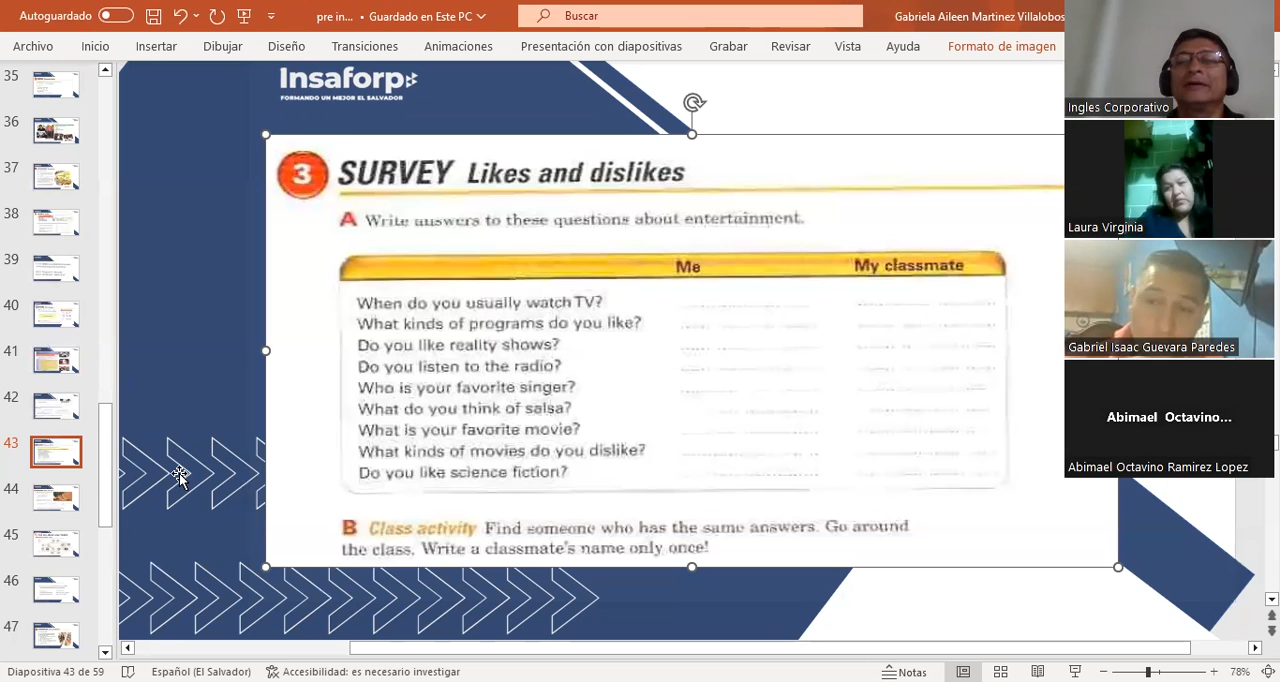 Autoguardado
pre in... • Guardado en Este PC
Buscar
Gabriela Aileen Martinez Villalobos
Archivo Inicio Insertar Dibujar Diseño Transiciones Animaciones Presentación con diapositivas Grabar Revisar Vista Ayuda Formato de imagen
35
36
37
38
39
40
41
42
43
44
45
46
47
Insaforp
FORMANDO UN MEJOR EL SALVADOR
3 SURVEY Likes and dislikes
A Write answers to these questions about entertainment.
Me My classmate
When do you usually watch TV?
What kinds of programs do you like?
Do you like reality shows?
Do you listen to the radio?
Who is your favorite singer?
What do you think of salsa?
What is your favorite movie?
What kinds of movies do you dislike?
Do you like science fiction?
B Class activity Find someone who has the same answers. Go around
the class. Write a classmate's name only once!
Ingles Corporativo
Laura Virginia
Gabriel Isaac Guevara Paredes
Abimael Octavino...
Abimael Octavino Ramirez Lopez
Diapositiva 43 de 59 Español (El Salvador) Accesibilidad: es necesario investigar Notas 78%